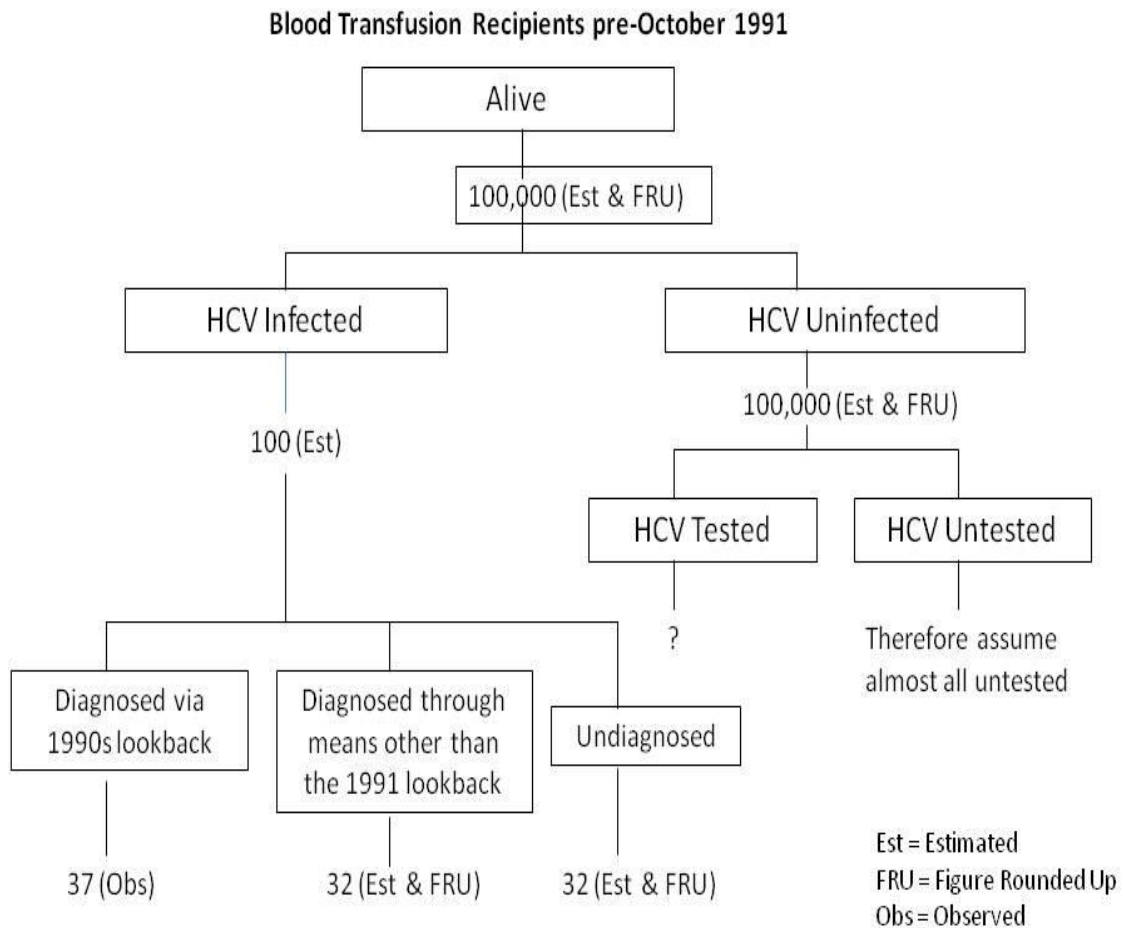 Blood Transfusion Recipients pre-October 1991
Alive
100,000 (Est & FRU)
HCV Infected
HCV Uninfected
100 (Est)
100,000 (Est & FRU)
HCV Tested
HCV Untested
?
Therefore assume
almost all untested
Diagnosed via
1990s lookback
Diagnosed through
means other than
the 1991 lookback
Undiagnosed
37 (Obs)
32 (Est & FRU)
32 (Est & FRU)
Est = Estimated
FRU = Figure Rounded Up
Obs = Observed